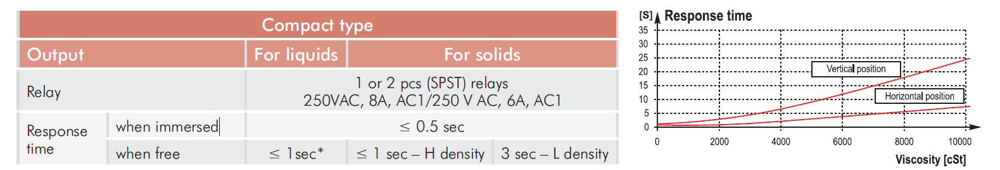 Compact type
Output For liquids For solids
Relay 1 or 2 pcs (SPST) relays
250VAC, 8A, AC1/250 V AC, 6A, AC1
Response time when immersed ≤ 0.5 sec
when free ≤ 1sec* ≤ 1 sec – H density 3 sec – L density
[S] Response time
35
30
25
20
15
10
5
0
Vertical position
Horizontal position
0 2000 4000 6000 8000 10000
Viscosity [cSt]